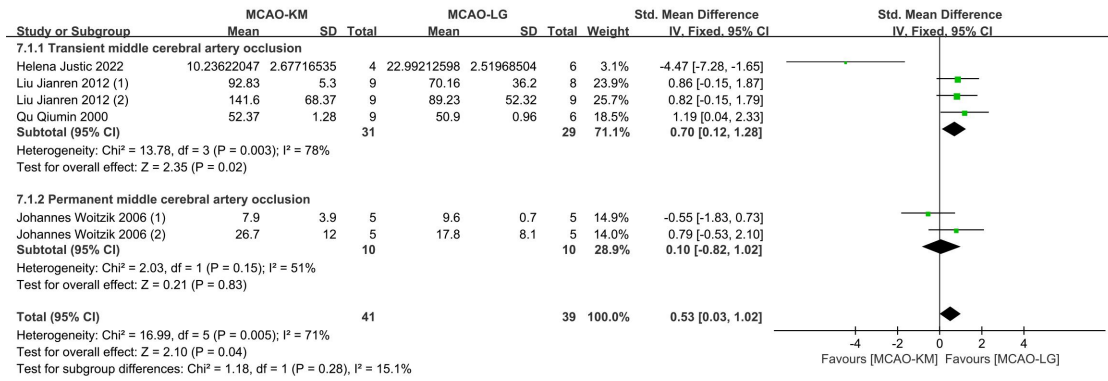 MCAO-KM MCAO-LG Std. Mean Difference Std. Mean Difference
Study or Subgroup Mean SD Total Mean SD Total Weight IV. Fixed. 95% CI IV. Fixed. 95% CI
7.1.1 Transient middle cerebral artery occlusion
Helena Justic 2022 10.23622047 2.67716535 4 22.99212598 2.51968504 6 3.1% -4.47 [-7.28, -1.65]
Liu Jianren 2012 (1) 92.83 5.3 9 70.16 36.2 8 23.9% 0.86 [-0.15, 1.87]
Liu Jianren 2012 (2) 141.6 68.37 9 89.23 52.32 9 25.7% 0.82 [-0.15, 1.79]
Qu Qiumin 2000 52.37 1.28 9 50.9 0.96 6 18.5% 1.19 [0.04, 2.33]
Subtotal (95% CI) 31 29 71.1% 0.70 [0.12, 1.28]
Heterogeneity: Chi² = 13.78, df = 3 (P = 0.003); I² = 78%
Test for overall effect: Z = 2.35 (P = 0.02)
7.1.2 Permanent middle cerebral artery occlusion
Johannes Woitzik 2006 (1) 7.9 3.9 5 9.6 0.7 5 14.9% -0.55 [-1.83, 0.73]
Johannes Woitzik 2006 (2) 26.7 12 5 17.8 8.1 5 14.0% 0.79 [-0.53, 2.10]
Subtotal (95% CI) 10 10 28.9% 0.10 [-0.82, 1.02]
Heterogeneity: Chi² = 2.03, df = 1 (P = 0.15); I² = 51%
Test for overall effect: Z = 0.21 (P = 0.83)
Total (95% CI) 41 39 100.0% 0.53 [0.03, 1.02]
Heterogeneity: Chi² = 16.99, df = 5 (P = 0.005); I² = 71%
Test for overall effect: Z = 2.10 (P = 0.04)
Test for subgroup differences: Chi² = 1.18, df = 1 (P = 0.28), I² = 15.1%
-4 -2 0 2 4
Favours [MCAO-KM] Favours [MCAO-LG]